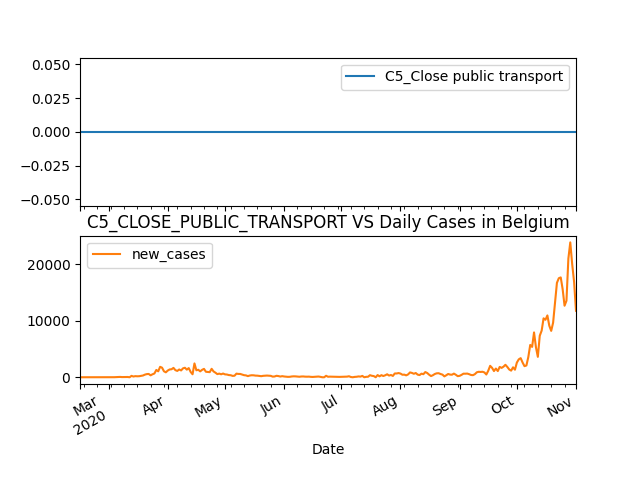 0.050
0.025
0.000
−0.025
−0.050
C5_Close public transport
C5_CLOSE_PUBLIC_TRANSPORT VS Daily Cases in Belgium
20000
10000
0
new_cases
Mar
2020
Apr
May
Jun
Jul
Aug
Sep
Oct
Nov
Date